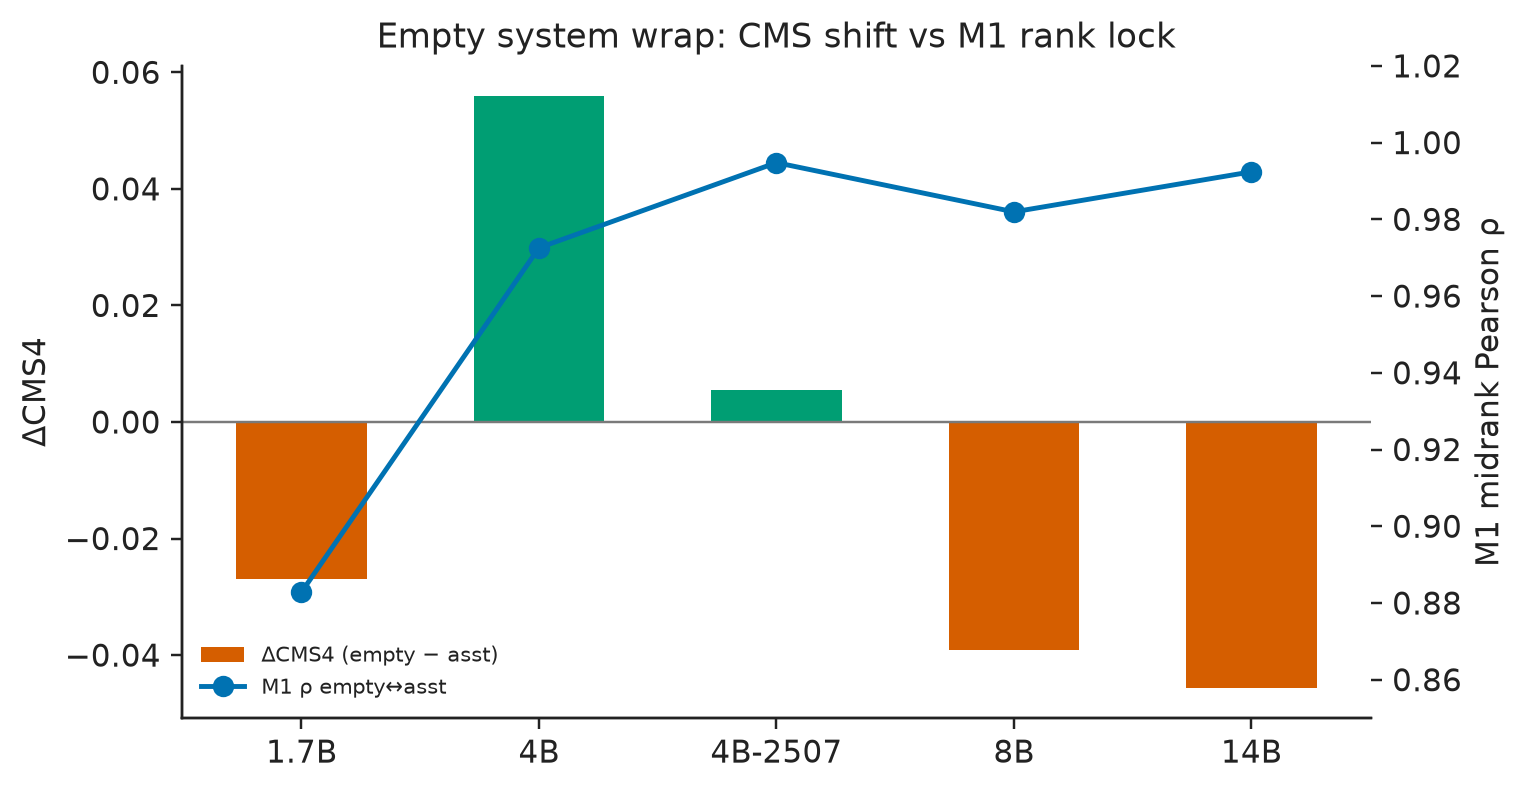 Empty system wrap: CMS shift vs M1 rank lock
ΔCMS4
0.06
0.04
0.02
0.00
−0.02
−0.04
1.02
1.00
0.98
0.96
0.94
0.92
0.90
0.88
0.86
M1 midrank Pearson ρ
ΔCMS4 (empty − asst)
M1 ρ empty↔asst
1.7B
4B
4B-2507
8B
14B